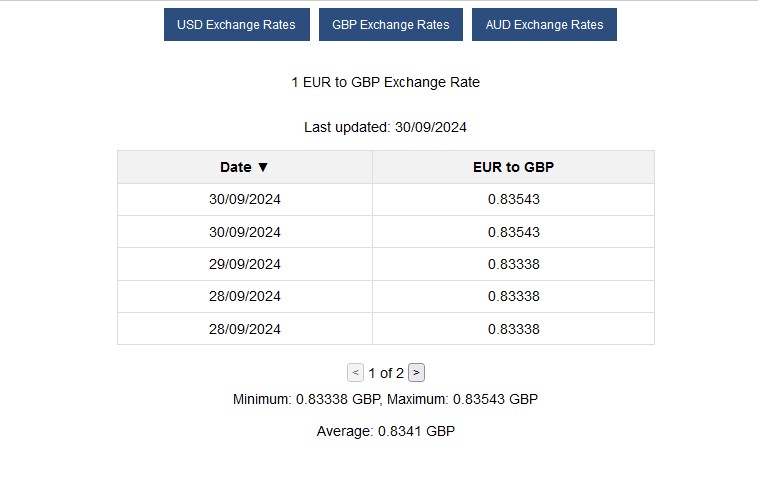 USD Exchange Rates GBP Exchange Rates AUD Exchange Rates
1 EUR to GBP Exchange Rate
Last updated: 30/09/2024
Date ▼ EUR to GBP
30/09/2024 0.83543
30/09/2024 0.83543
29/09/2024 0.83338
28/09/2024 0.83338
28/09/2024 0.83338
< 1 of 2 >
Minimum: 0.83338 GBP, Maximum: 0.83543 GBP
Average: 0.8341 GBP